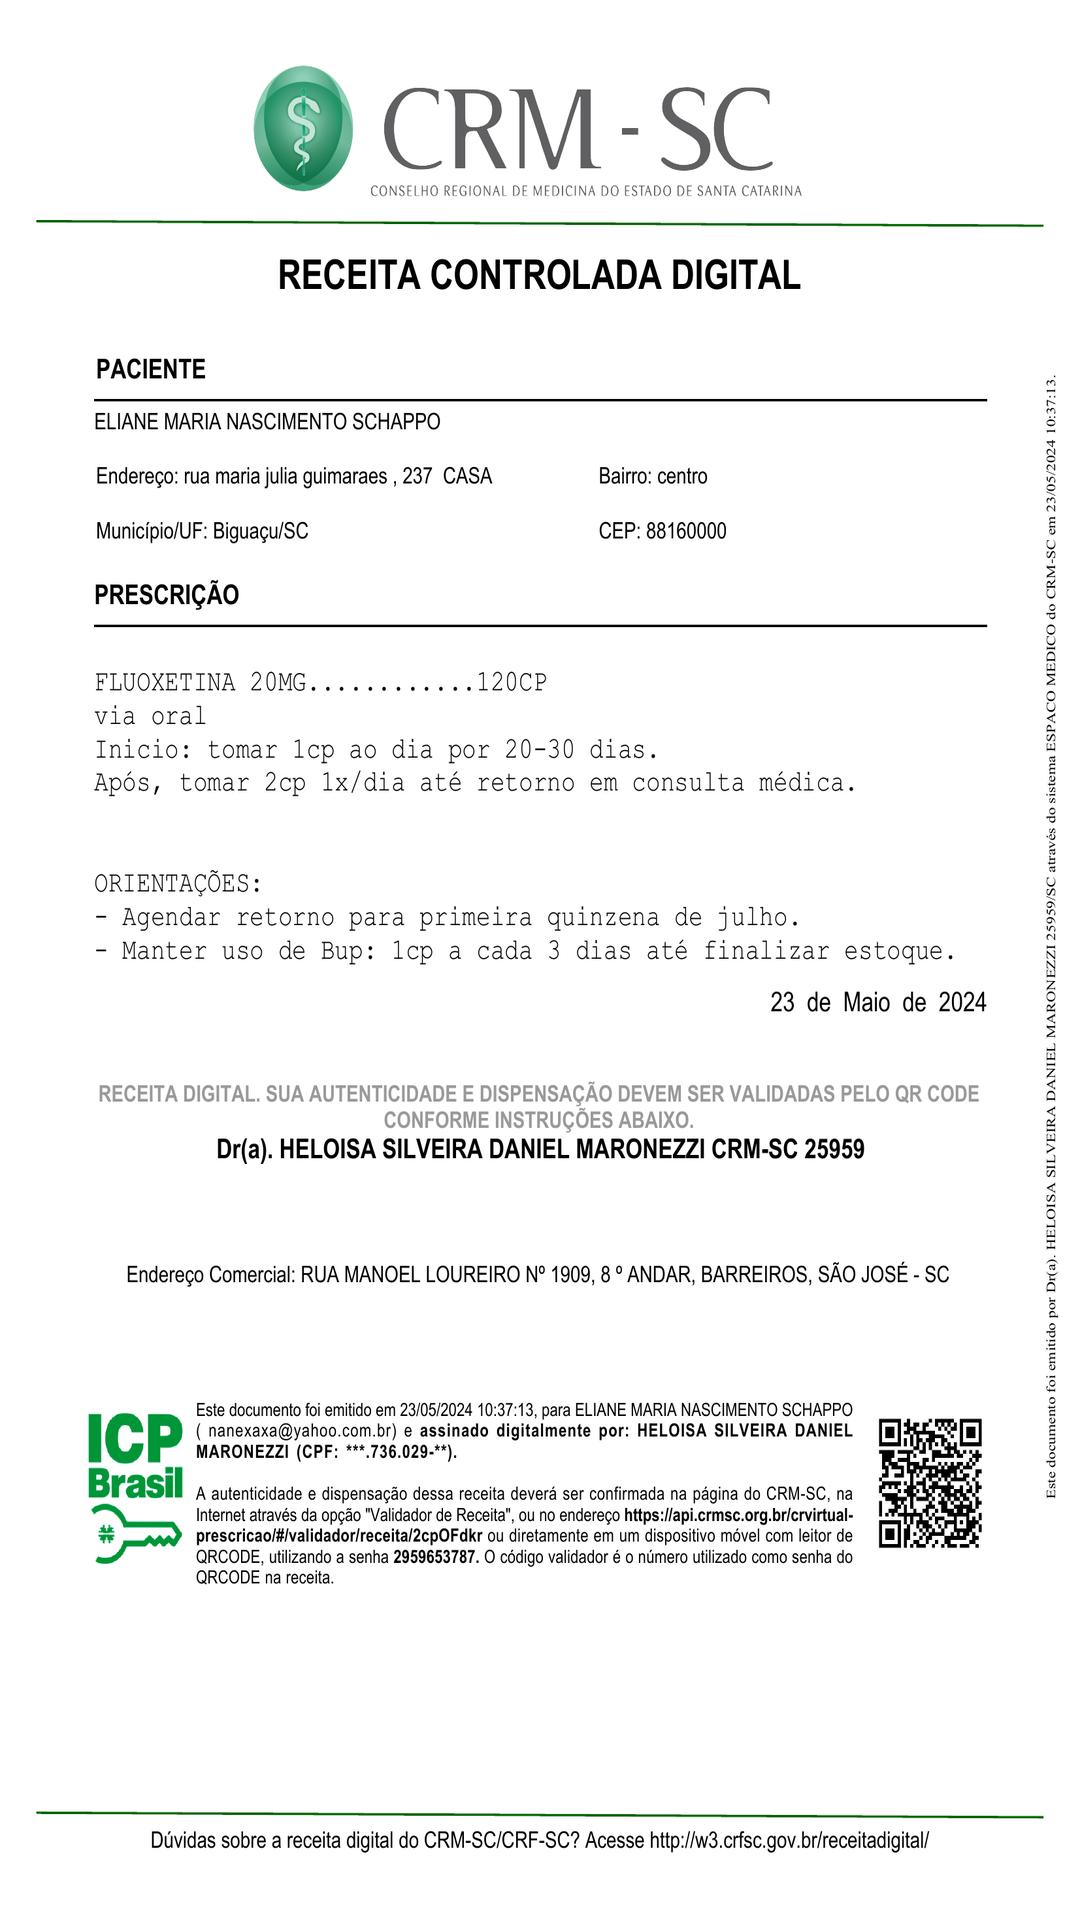 CRM - SC
CONSELHO REGIONAL DE MEDICINA DO ESTADO DE SANTA CATARINA
RECEITA CONTROLADA DIGITAL
PACIENTE
ELIANE MARIA NASCIMENTO SCHAPPO
Endereço: rua maria julia guimaraes , 237  CASA
Bairro: centro
Município/UF: Biguaçu/SC
CEP: 88160000
PRESCRIÇÃO
FLUOXETINA 20MG............120CP
via oral
Inicio: tomar 1cp ao dia por 20-30 dias.
Após, tomar 2cp 1x/dia até retorno em consulta médica.
ORIENTAÇÕES:
- Agendar retorno para primeira quinzena de julho.
- Manter uso de Bup: 1cp a cada 3 dias até finalizar estoque.
23 de Maio de 2024
RECEITA DIGITAL. SUA AUTENTICIDADE E DISPENSAÇÃO DEVEM SER VALIDADAS PELO QR CODE
CONFORME INSTRUÇÕES ABAIXO.
Dr(a). HELOISA SILVEIRA DANIEL MARONEZZI CRM-SC 25959
Endereço Comercial: RUA MANOEL LOUREIRO Nº 1909, 8 º ANDAR, BARREIROS, SÃO JOSÉ - SC
ICP
Brasil
Este documento foi emitido em 23/05/2024 10:37:13, para ELIANE MARIA NASCIMENTO SCHAPPO
( nanexaxa@yahoo.com.br) e assinado digitalmente por: HELOISA SILVEIRA DANIEL
MARONEZZI (CPF: ***.736.029-**).
A autenticidade e dispensação dessa receita deverá ser confirmada na página do CRM-SC, na
Internet através da opção "Validador de Receita", ou no endereço https://api.crmsc.org.br/crvirtual-
prescricao/#/validador/receita/2cpOFdkr ou diretamente em um dispositivo móvel com leitor de
QRCODE, utilizando a senha 2959653787. O código validador é o número utilizado como senha do
QRCODE na receita.
Este documento foi emitido por Dr(a). HELOISA SILVEIRA DANIEL MARONEZZI 25959/SC através do sistema ESPACO MEDICO do CRM-SC em 23/05/2024 10:37:13.
Dúvidas sobre a receita digital do CRM-SC/CRF-SC? Acesse http://w3.crfsc.gov.br/receitadigital/